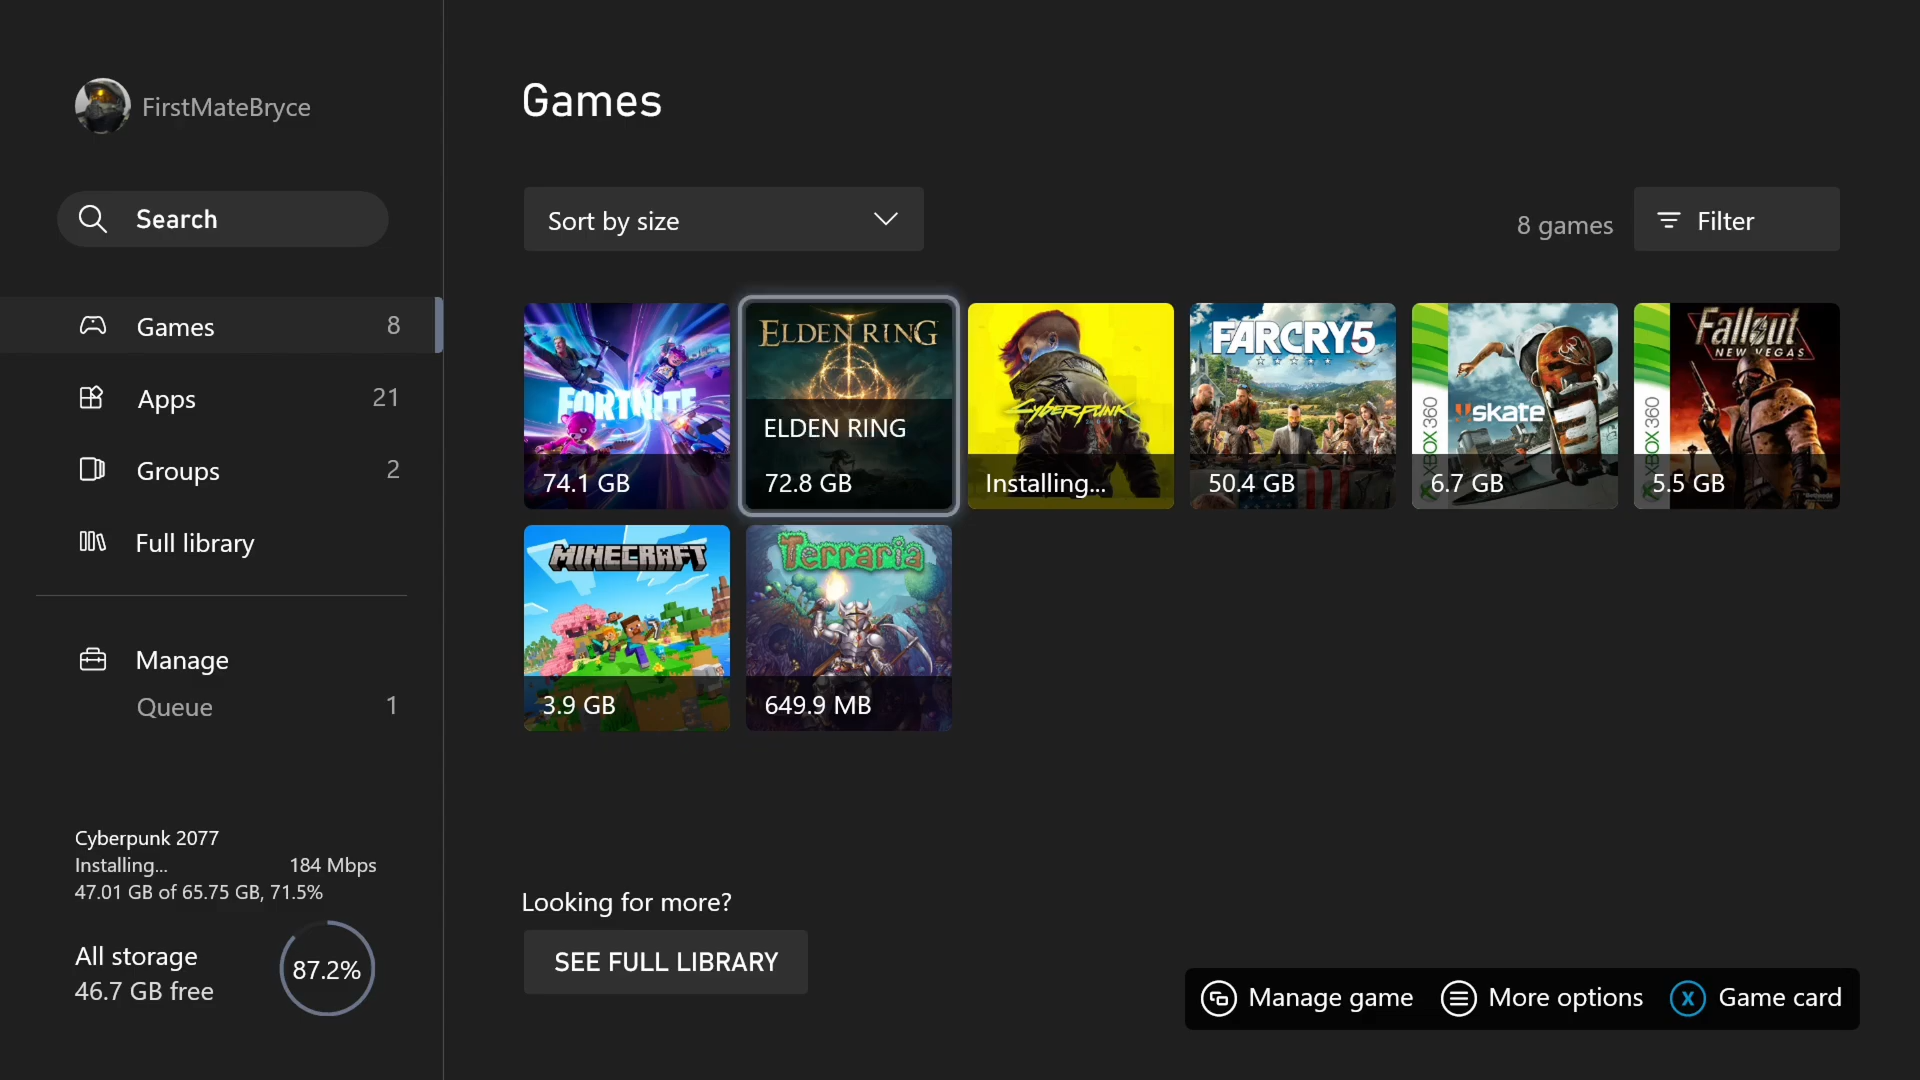 FirstMateBryce
Search
Games 8
Apps 21
Groups 2
Full library
Manage
Queue 1
Cyberpunk 2077
Installing... 184 Mbps
47.01 GB of 65.75 GB, 71.5%
All storage
46.7 GB free
87.2%
Games
Sort by size
8 games
Filter
FORTNITE
74.1 GB
ELDEN RING
ELDEN RING
72.8 GB
Cyberpunk
Installing...
FARCRY5
50.4 GB
XBOX 360
skate 3
6.7 GB
XBOX 360
Fallout
NEW VEGAS
5.5 GB
MINECRAFT
3.9 GB
Terraria
649.9 MB
Looking for more?
SEE FULL LIBRARY
Manage game
More options
X Game card